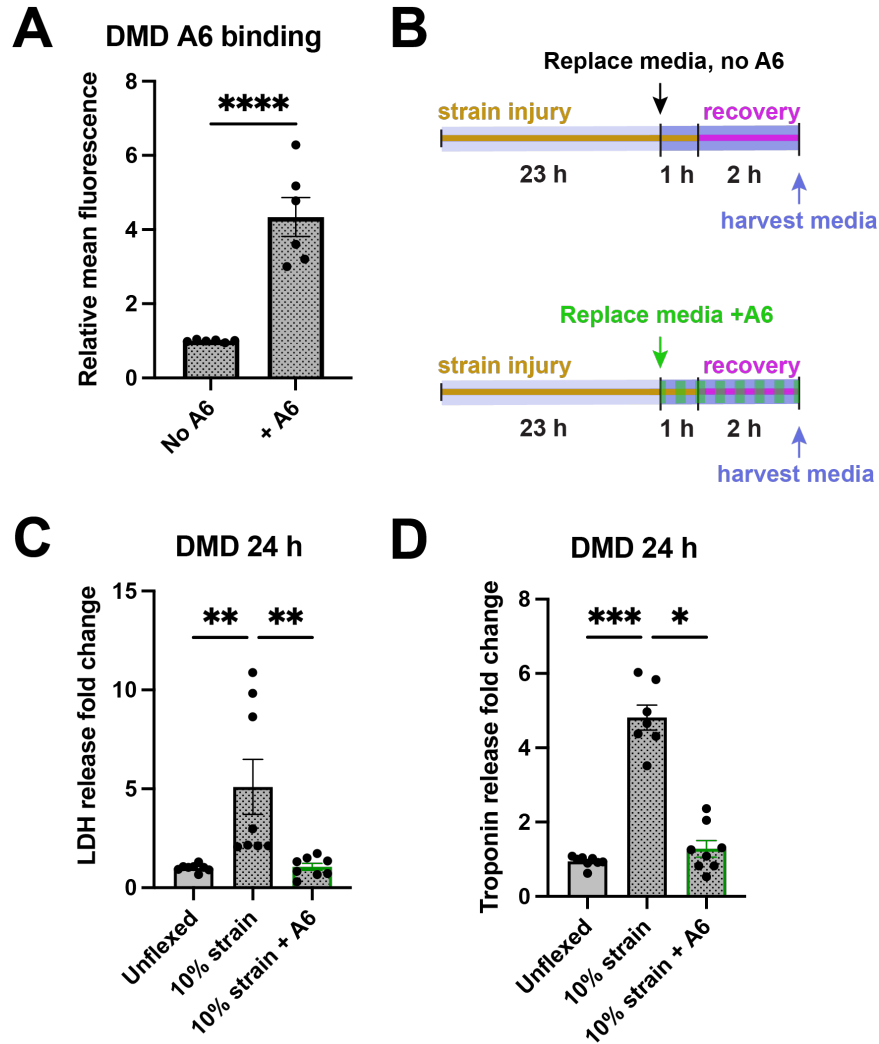 A
DMD A6 binding
Relative mean fluorescence
8
6
4
2
0
****
No A6
+ A6
B
Replace media, no A6
strain injury
recovery
23 h
1 h
2 h
harvest media
Replace media +A6
strain injury
recovery
23 h
1 h
2 h
harvest media
C
DMD 24 h
LDH release fold change
15
10
5
0
**
**
Unflexed
10% strain
10% strain + A6
D
DMD 24 h
Troponin release fold change
8
6
4
2
0
***
*
Unflexed
10% strain
10% strain + A6